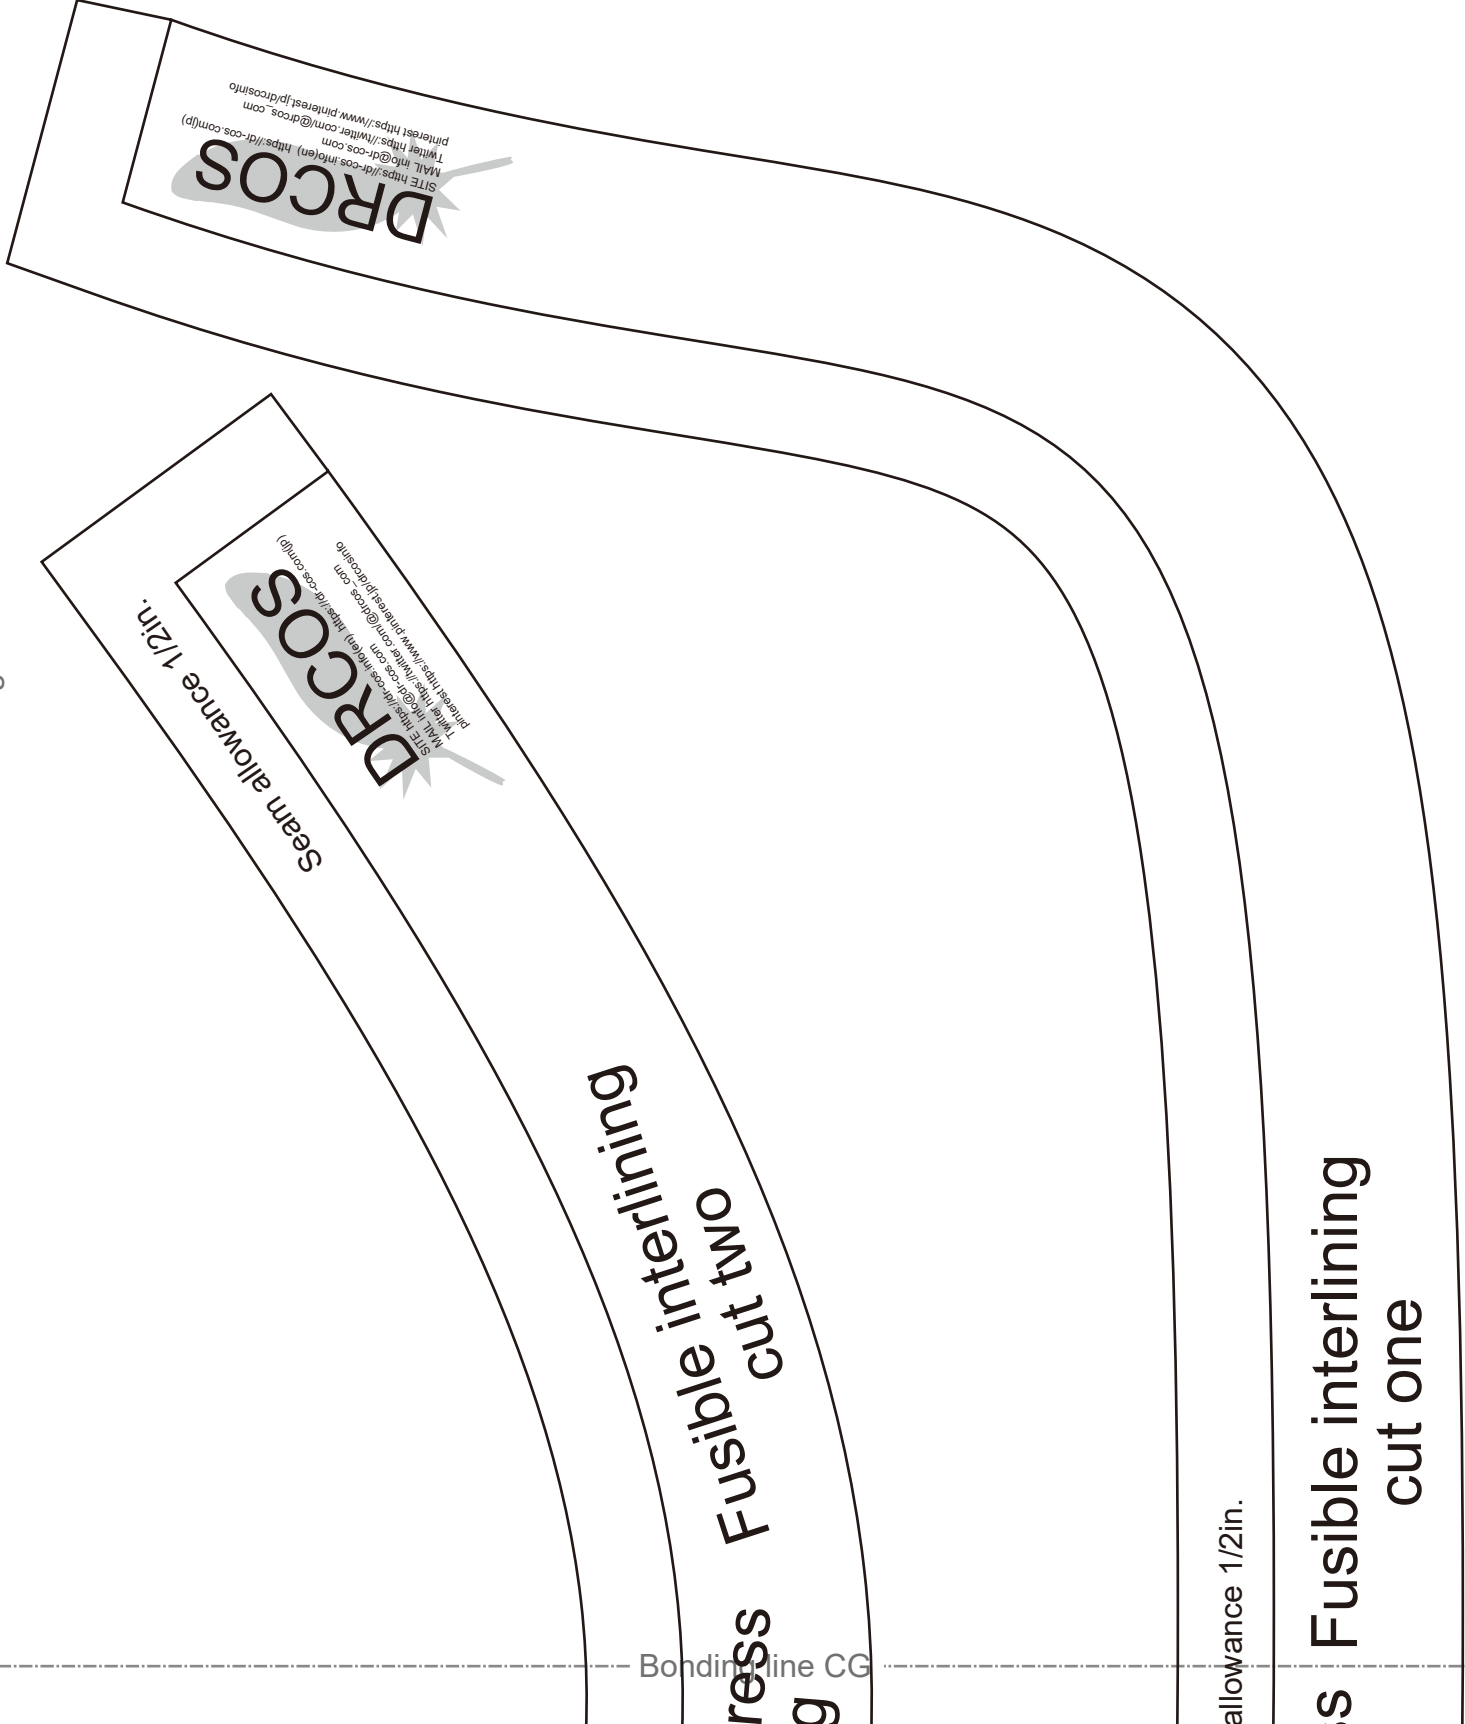 DRCOS
SITE https://dr-cos.info(en) https://dr-cos.com(jp)
MAIL info@dr-cos.com
Twitter https://twitter.com/@drcos_com
pinterest https://www.pinterest.jp/drcosinfo
DRCOS
SITE https://dr-cos.info(en) https://dr-cos.com(jp)
MAIL info@dr-cos.com
Twitter https://twitter.com/@drcos_com
pinterest https://www.pinterest.jp/drcosinfo
Seam allowance 1/2in.
ress Fusible interlining
g cut two
allowance 1/2in.
s Fusible interlining
cut one
Bonding line CG